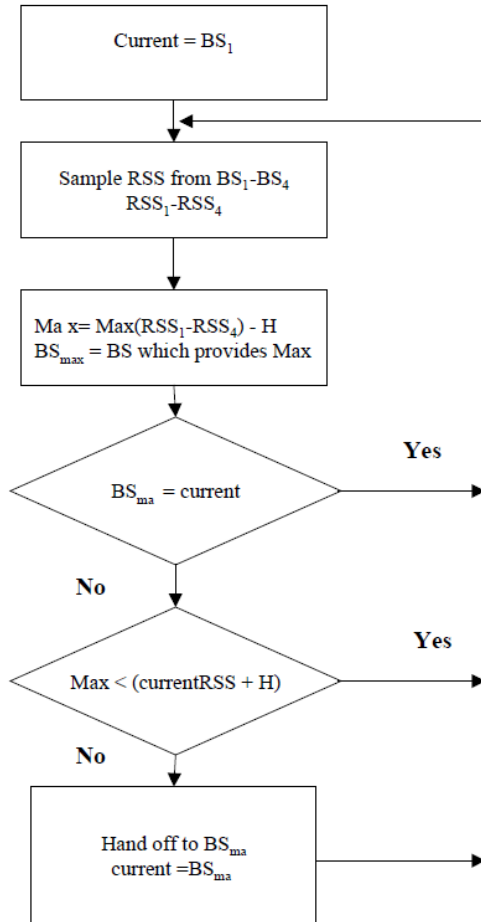 Current = BS₁
Sample RSS from BS₁-BS₄
RSS₁-RSS₄
Ma x= Max(RSS₁-RSS₄) - H
BSₘₐₓ = BS which provides Max
Yes
BSₘₐ = current
No
Yes
Max < (currentRSS + H)
No
Hand off to BSₘₐ
current =BSₘₐ